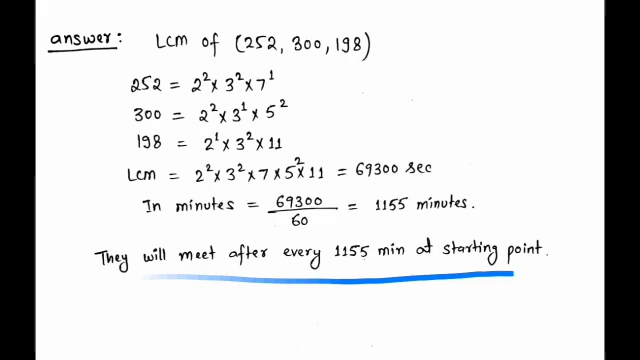 answer: Lcm of (252, 300, 198)
252 = 2² × 3² × 7¹
300 = 2² × 3¹ × 5²
198 = 2¹ × 3² × 11
Lcm = 2² × 3² × 7 × 5² × 11 = 69300 sec
In minutes = 69300/60 = 1155 minutes.
They will meet after every 1155 min at starting point.